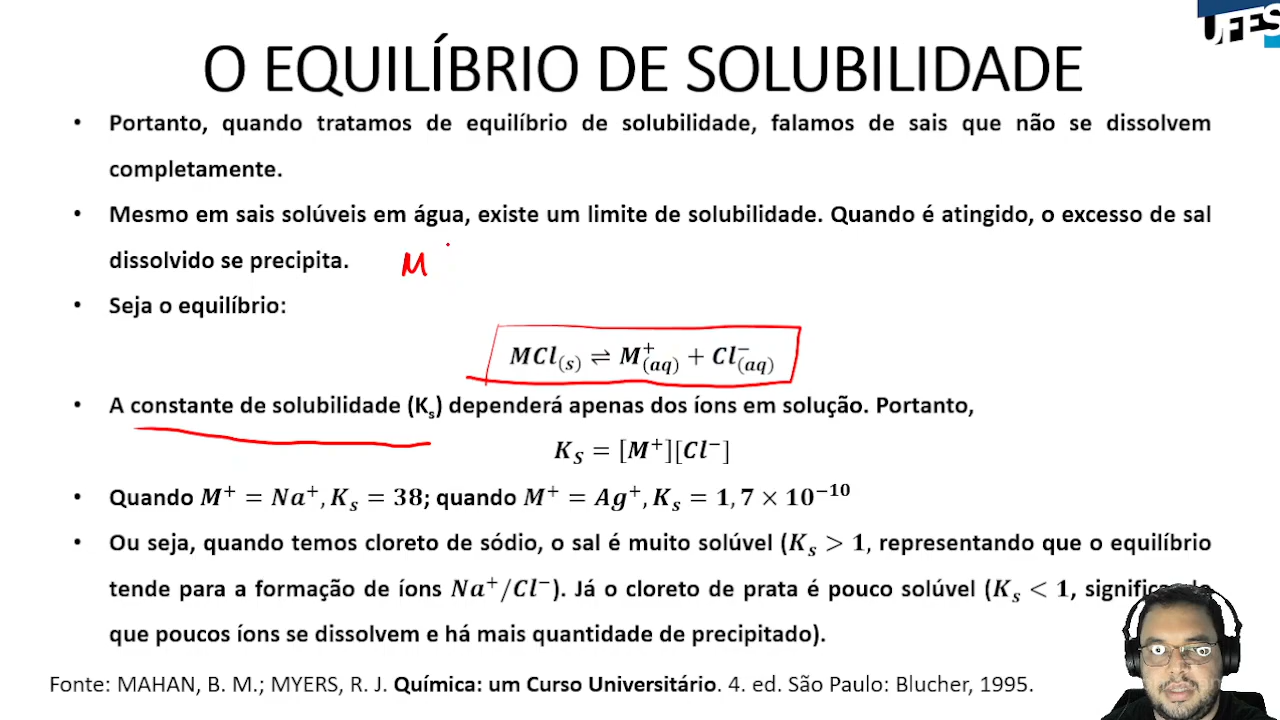 UFES
O EQUILÍBRIO DE SOLUBILIDADE
• Portanto, quando tratamos de equilíbrio de solubilidade, falamos de sais que não se dissolvem
completamente.
• Mesmo em sais solúveis em água, existe um limite de solubilidade. Quando é atingido, o excesso de sal
dissolvido se precipita. M
• Seja o equilíbrio:
MCl(s) ⇌ M⁺(aq) + Cl⁻(aq)
• A constante de solubilidade (Ks) dependerá apenas dos íons em solução. Portanto,
K_S = [M⁺][Cl⁻]
• Quando M⁺ = Na⁺, K_s = 38; quando M⁺ = Ag⁺, K_s = 1,7 × 10⁻¹⁰
• Ou seja, quando temos cloreto de sódio, o sal é muito solúvel (K_s > 1, representando que o equilíbrio
tende para a formação de íons Na⁺/Cl⁻). Já o cloreto de prata é pouco solúvel (K_s < 1,
que poucos íons se dissolvem e há mais quantidade de precipitado).
Fonte: MAHAN, B. M.; MYERS, R. J. Química: um Curso Universitário. 4. ed. São Paulo: Blucher, 1995.